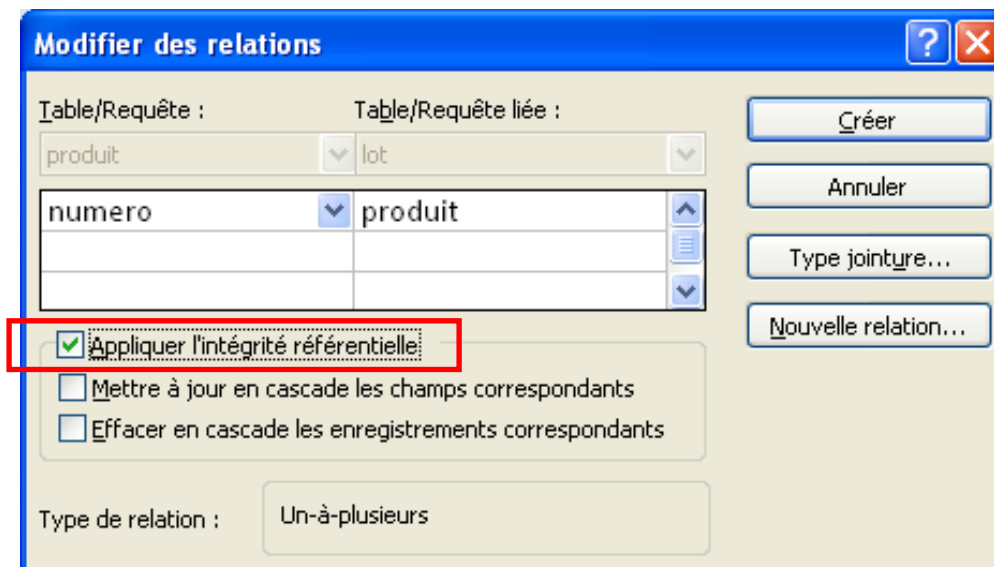 Modifier des relations
Table/Requête : Table/Requête liée :
produit lot
numero produit
Appliquer l'intégrité référentielle
Mettre à jour en cascade les champs correspondants
Effacer en cascade les enregistrements correspondants
Type de relation : Un-à-plusieurs
Créer
Annuler
Type jointure...
Nouvelle relation...